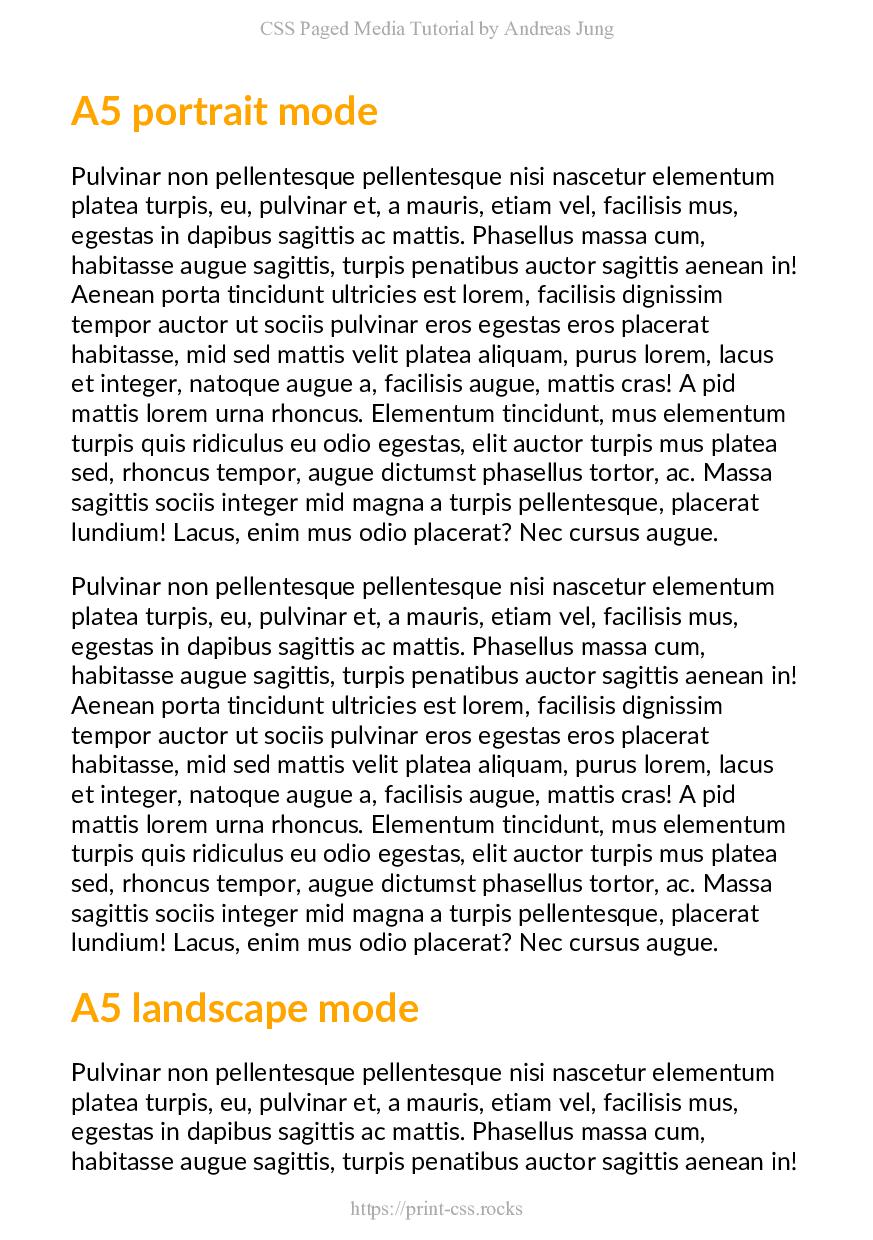 CSS Paged Media Tutorial by Andreas Jung
A5 portrait mode
Pulvinar non pellentesque pellentesque nisi nascetur elementum
platea turpis, eu, pulvinar et, a mauris, etiam vel, facilisis mus,
egestas in dapibus sagittis ac mattis. Phasellus massa cum,
habitasse augue sagittis, turpis penatibus auctor sagittis aenean in!
Aenean porta tincidunt ultricies est lorem, facilisis dignissim
tempor auctor ut sociis pulvinar eros egestas eros placerat
habitasse, mid sed mattis velit platea aliquam, purus lorem, lacus
et integer, natoque augue a, facilisis augue, mattis cras! A pid
mattis lorem urna rhoncus. Elementum tincidunt, mus elementum
turpis quis ridiculus eu odio egestas, elit auctor turpis mus platea
sed, rhoncus tempor, augue dictumst phasellus tortor, ac. Massa
sagittis sociis integer mid magna a turpis pellentesque, placerat
lundium! Lacus, enim mus odio placerat? Nec cursus augue.
Pulvinar non pellentesque pellentesque nisi nascetur elementum
platea turpis, eu, pulvinar et, a mauris, etiam vel, facilisis mus,
egestas in dapibus sagittis ac mattis. Phasellus massa cum,
habitasse augue sagittis, turpis penatibus auctor sagittis aenean in!
Aenean porta tincidunt ultricies est lorem, facilisis dignissim
tempor auctor ut sociis pulvinar eros egestas eros placerat
habitasse, mid sed mattis velit platea aliquam, purus lorem, lacus
et integer, natoque augue a, facilisis augue, mattis cras! A pid
mattis lorem urna rhoncus. Elementum tincidunt, mus elementum
turpis quis ridiculus eu odio egestas, elit auctor turpis mus platea
sed, rhoncus tempor, augue dictumst phasellus tortor, ac. Massa
sagittis sociis integer mid magna a turpis pellentesque, placerat
lundium! Lacus, enim mus odio placerat? Nec cursus augue.
A5 landscape mode
Pulvinar non pellentesque pellentesque nisi nascetur elementum
platea turpis, eu, pulvinar et, a mauris, etiam vel, facilisis mus,
egestas in dapibus sagittis ac mattis. Phasellus massa cum,
habitasse augue sagittis, turpis penatibus auctor sagittis aenean in!
https://print-css.rocks